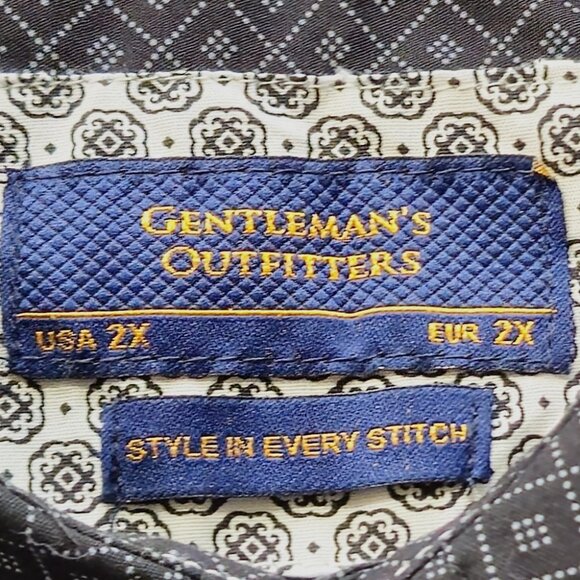 GENTLEMAN'S
OUTFITTERS
USA 2X EUR 2X
STYLE IN EVERY STITCH